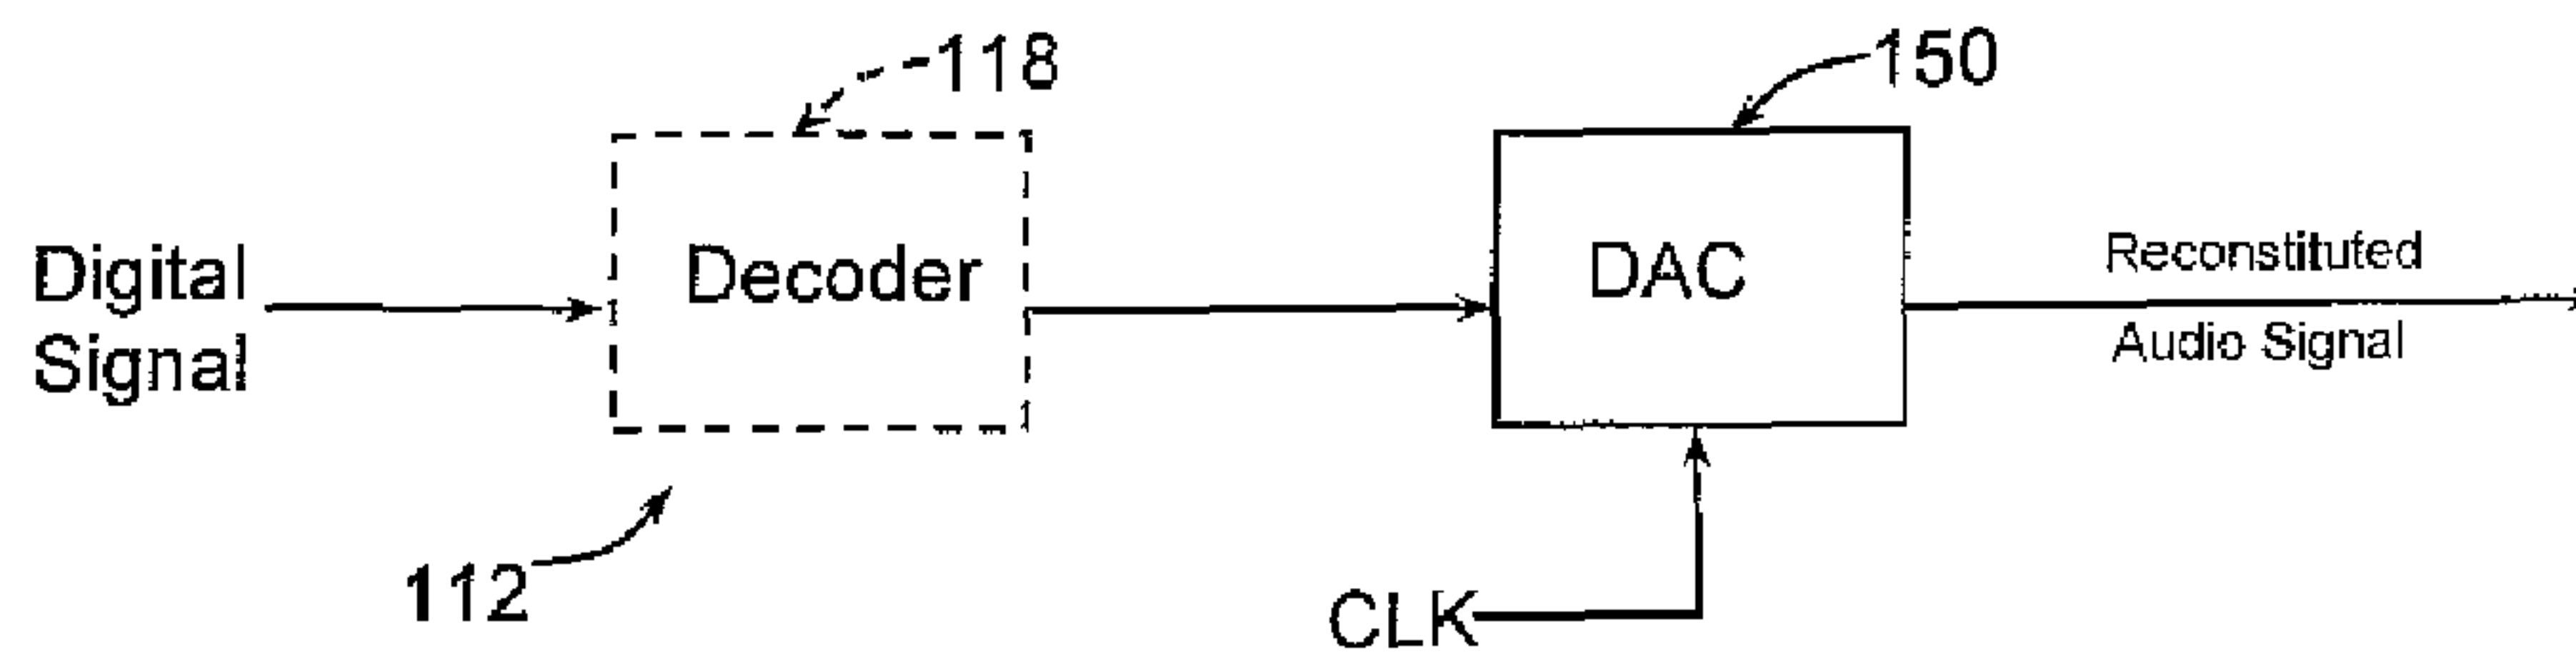 118
150
Digital
Signal
Decoder
DAC
Reconstituted
Audio Signal
112
CLK